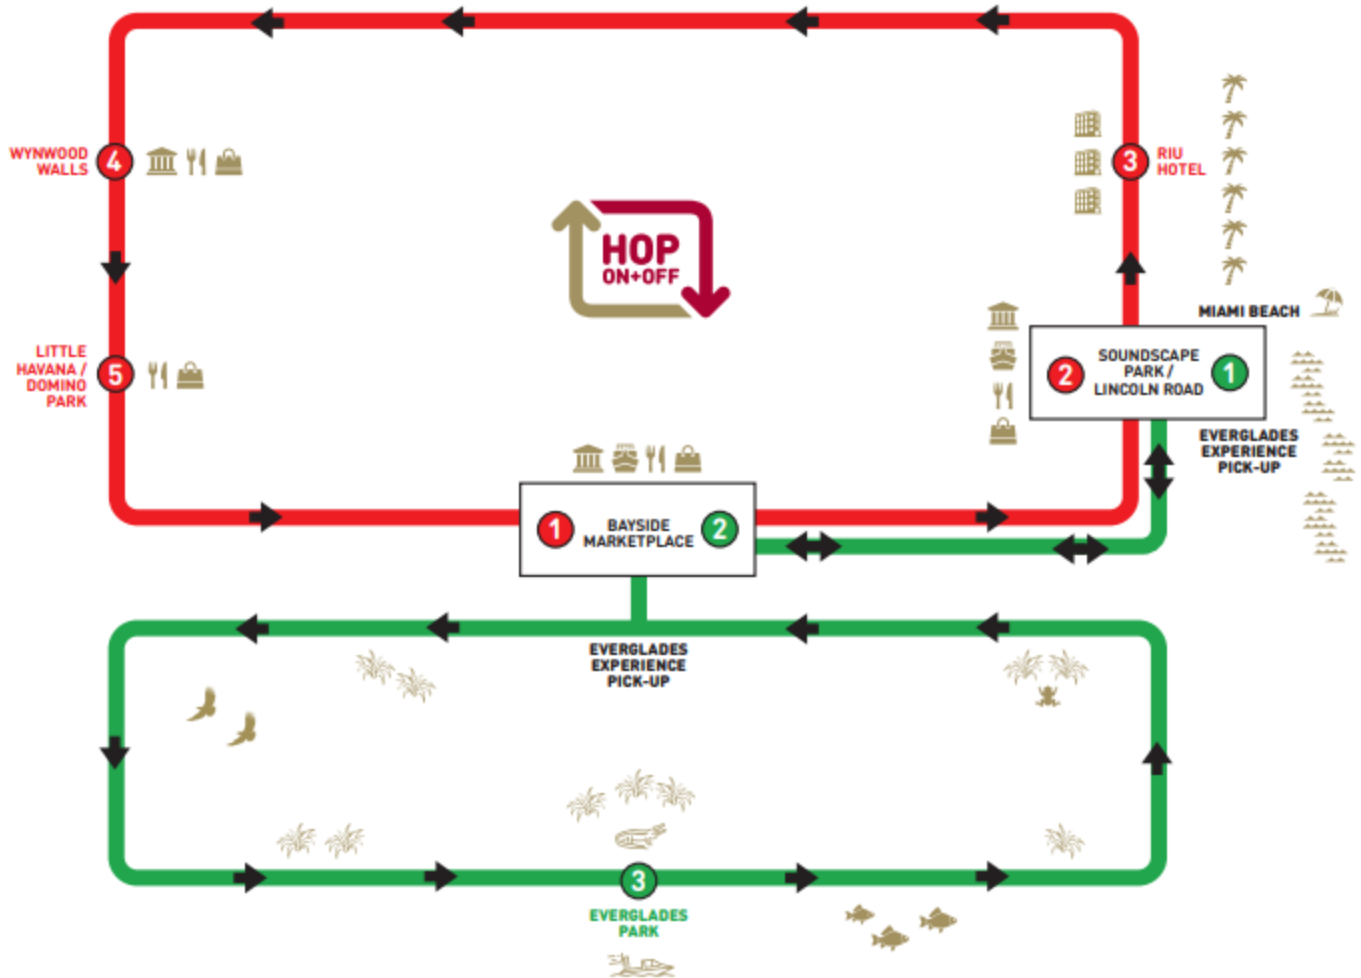 WYNWOOD
WALLS
4
3
RIU
HOTEL
HOP
ON+OFF
MIAMI BEACH
LITTLE
HAVANA /
DOMINO
PARK
5
2
SOUNDSCAPE
PARK /
LINCOLN ROAD
1
EVERGLADES
EXPERIENCE
PICK-UP
1
BAYSIDE
MARKETPLACE
2
EVERGLADES
EXPERIENCE
PICK-UP
3
EVERGLADES
PARK